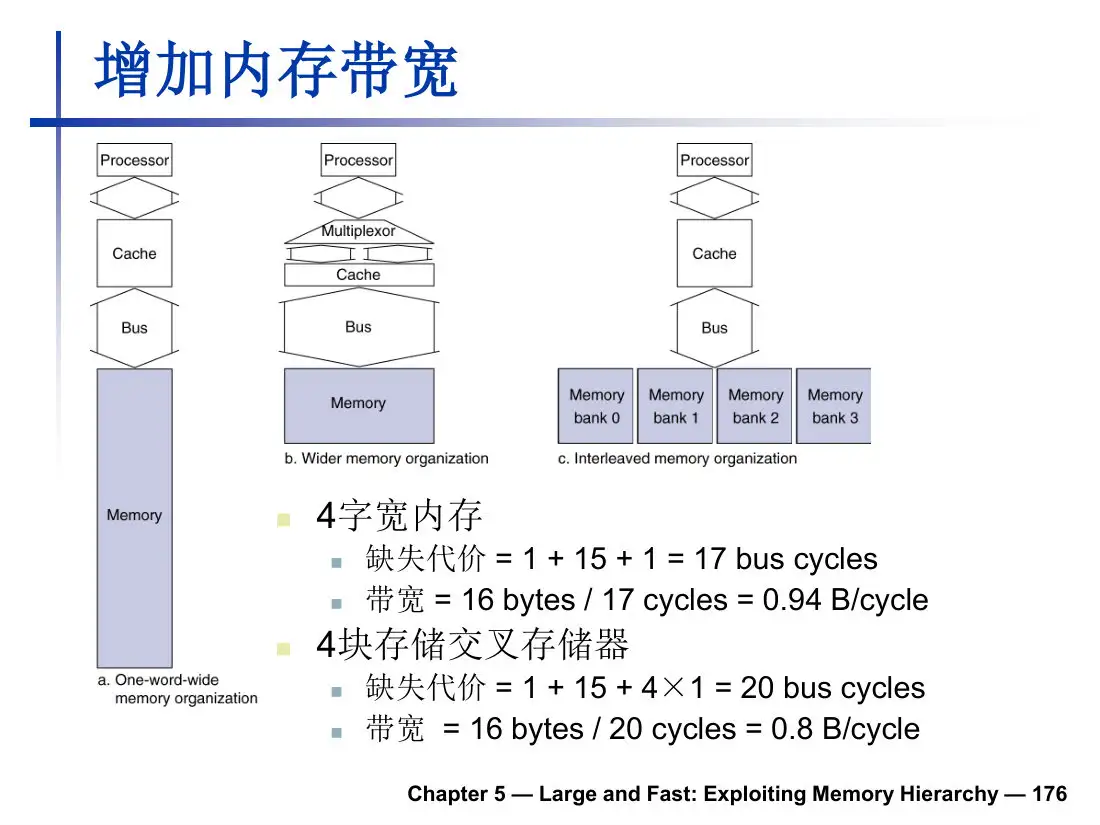 增加内存带宽
Processor
Cache
Bus
Memory
a. One-word-wide
memory organization
Processor
Multiplexor
Cache
Bus
Memory
b. Wider memory organization
Processor
Cache
Bus
Memory
bank 0
Memory
bank 1
Memory
bank 2
Memory
bank 3
c. Interleaved memory organization
4字宽内存
缺失代价 = 1 + 15 + 1 = 17 bus cycles
带宽 = 16 bytes / 17 cycles = 0.94 B/cycle
4块存储交叉存储器
缺失代价 = 1 + 15 + 4×1 = 20 bus cycles
带宽 = 16 bytes / 20 cycles = 0.8 B/cycle
Chapter 5 — Large and Fast: Exploiting Memory Hierarchy — 176